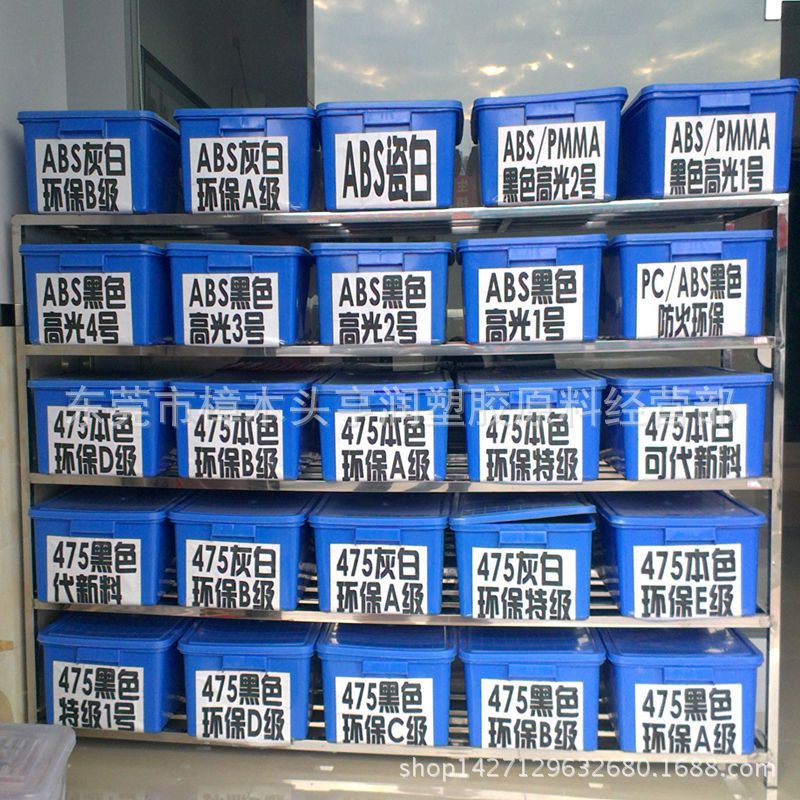 ABS灰白
环保B级
ABS灰白
环保A级
ABS瓷白
ABS/PMMA
黑色高光2号
ABS/PMMA
黑色高光1号
ABS黑色
高光4号
ABS黑色
高光3号
ABS黑色
高光2号
ABS黑色
高光1号
PC/ABS黑色
防火环保
东莞市樟木头亨润塑胶原料经营部
475本色
环保D级
475本色
环保B级
475本色
环保A级
475本色
环保特级
475本白
可代新料
475黑色
代新料
475灰白
环保B级
475灰白
环保A级
475灰白
环保特级
475本色
环保E级
475黑色
特级1号
475黑色
环保D级
475黑色
环保C级
475黑色
环保B级
475黑色
环保A级
shop1427129632680.1688.com